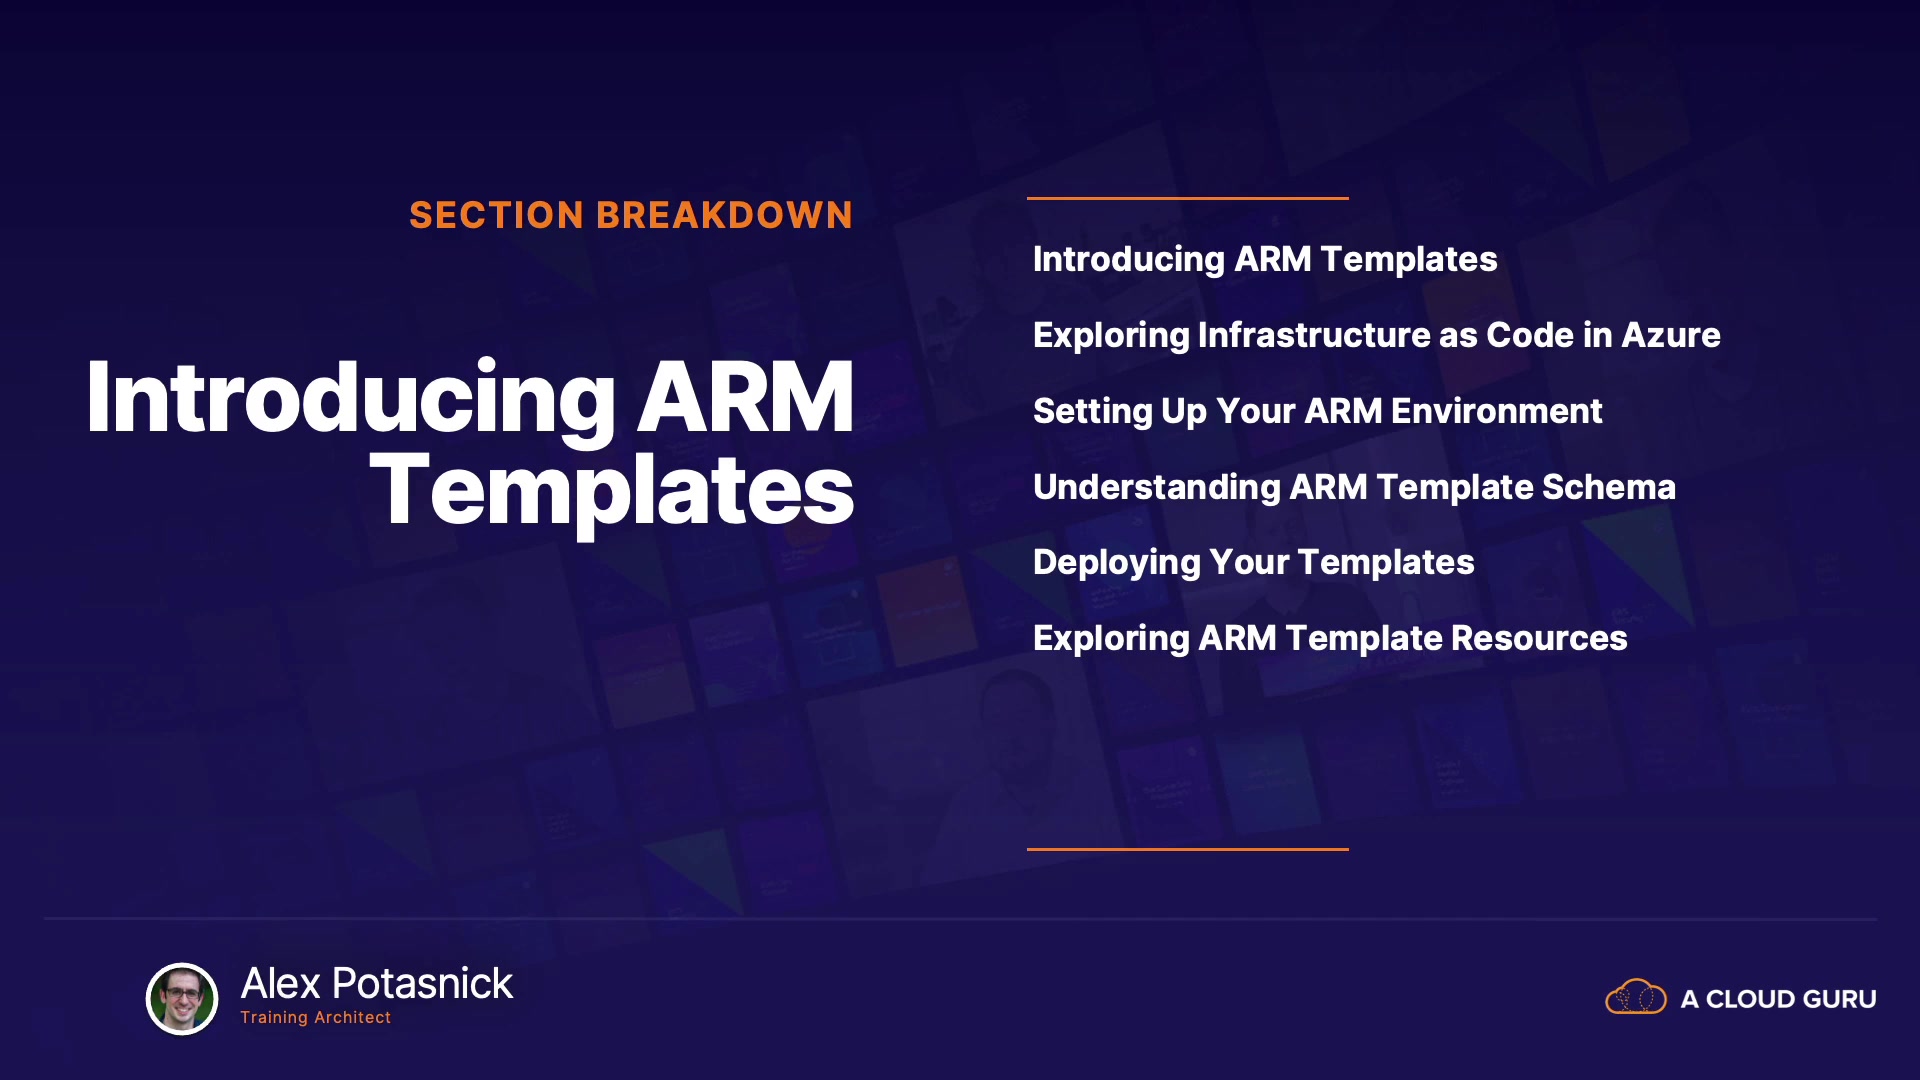 SECTION BREAKDOWN
Introducing ARM
Templates
Introducing ARM Templates
Exploring Infrastructure as Code in Azure
Setting Up Your ARM Environment
Understanding ARM Template Schema
Deploying Your Templates
Exploring ARM Template Resources
Alex Potasnick
Training Architect
A CLOUD GURU